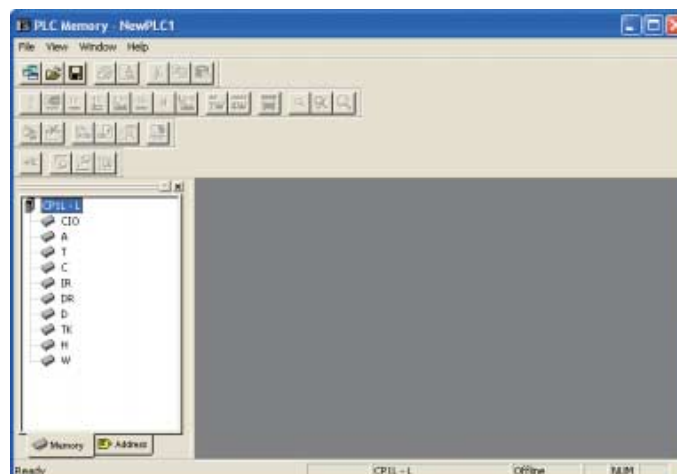 PLC Memory - NewPLC1
File View Window Help
CP1L - L
CIO
A
T
C
IR
DR
D
TK
H
W
Memory Address
Ready CP1L - L Offline NUM